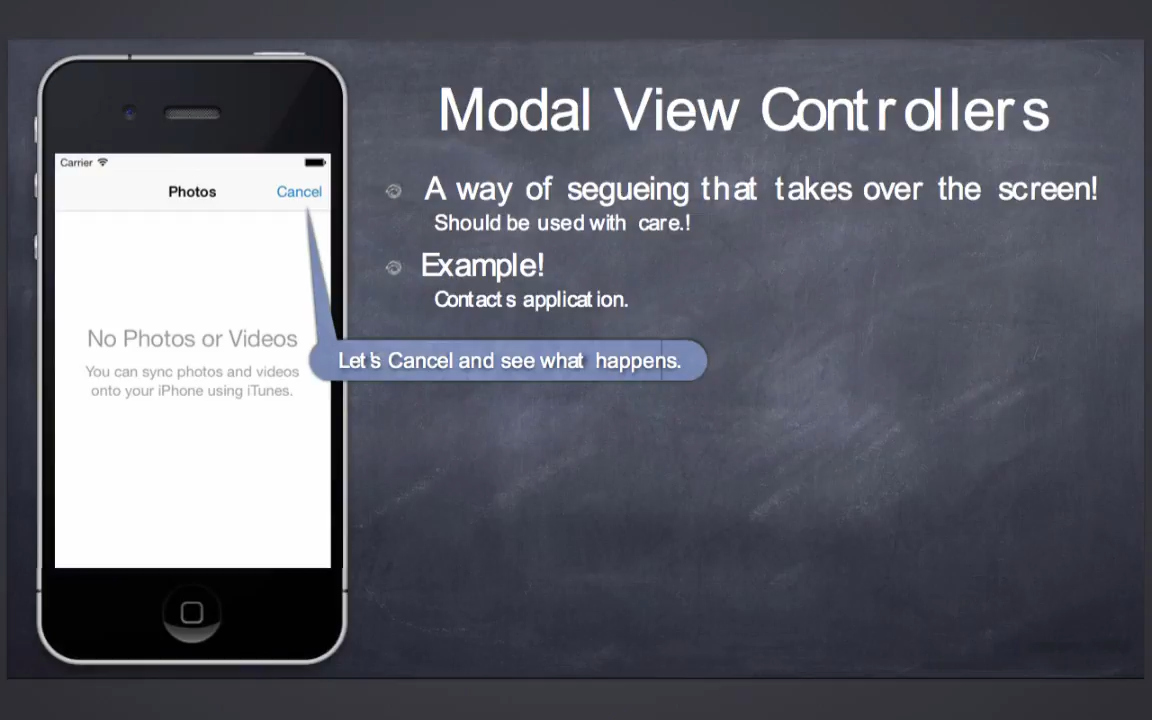 Modal View Controllers
Carrier
Photos Cancel
A way of segueing that takes over the screen!
Should be used with care.!
Example!
Contacts application.
No Photos or Videos
You can sync photos and videos
onto your iPhone using iTunes.
Let's Cancel and see what happens.